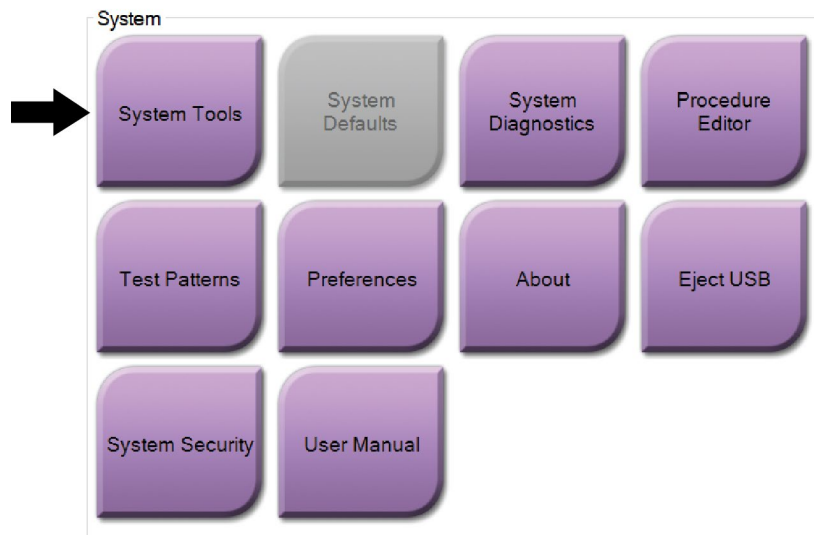 System
System Tools
System
Defaults
System
Diagnostics
Procedure
Editor
Test Patterns
Preferences
About
Eject USB
System Security
User Manual